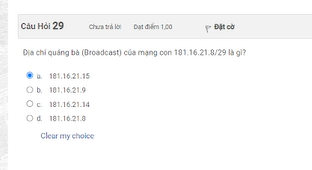 Câu Hỏi 29
Chưa trả lời
Đạt điểm 1,00
Đặt cờ
Địa chỉ quảng bá (Broadcast) của mạng con 181.16.21.8/29 là gì?
a. 181.16.21.15
b. 181.16.21.9
c. 181.16.21.14
d. 181.16.21.8
Clear my choice